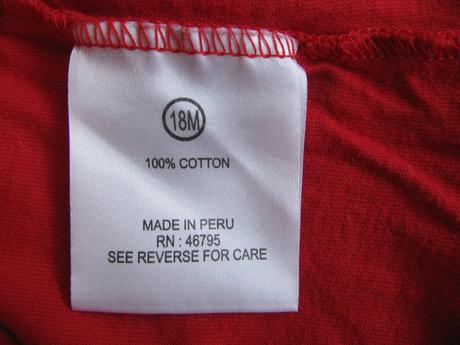 18M
100% COTTON
MADE IN PERU
RN : 46795
SEE REVERSE FOR CARE